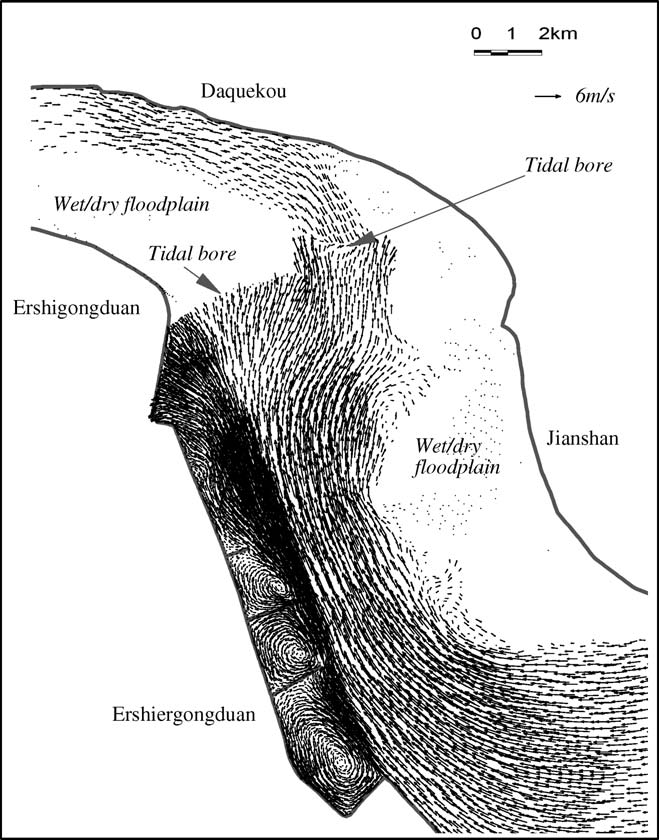 0 1 2km
6m/s
Daquekou
Tidal bore
Wet/dry floodplain
Tidal bore
Ershigongduan
Jianshan
Wet/dry
floodplain
Ershiergongduan